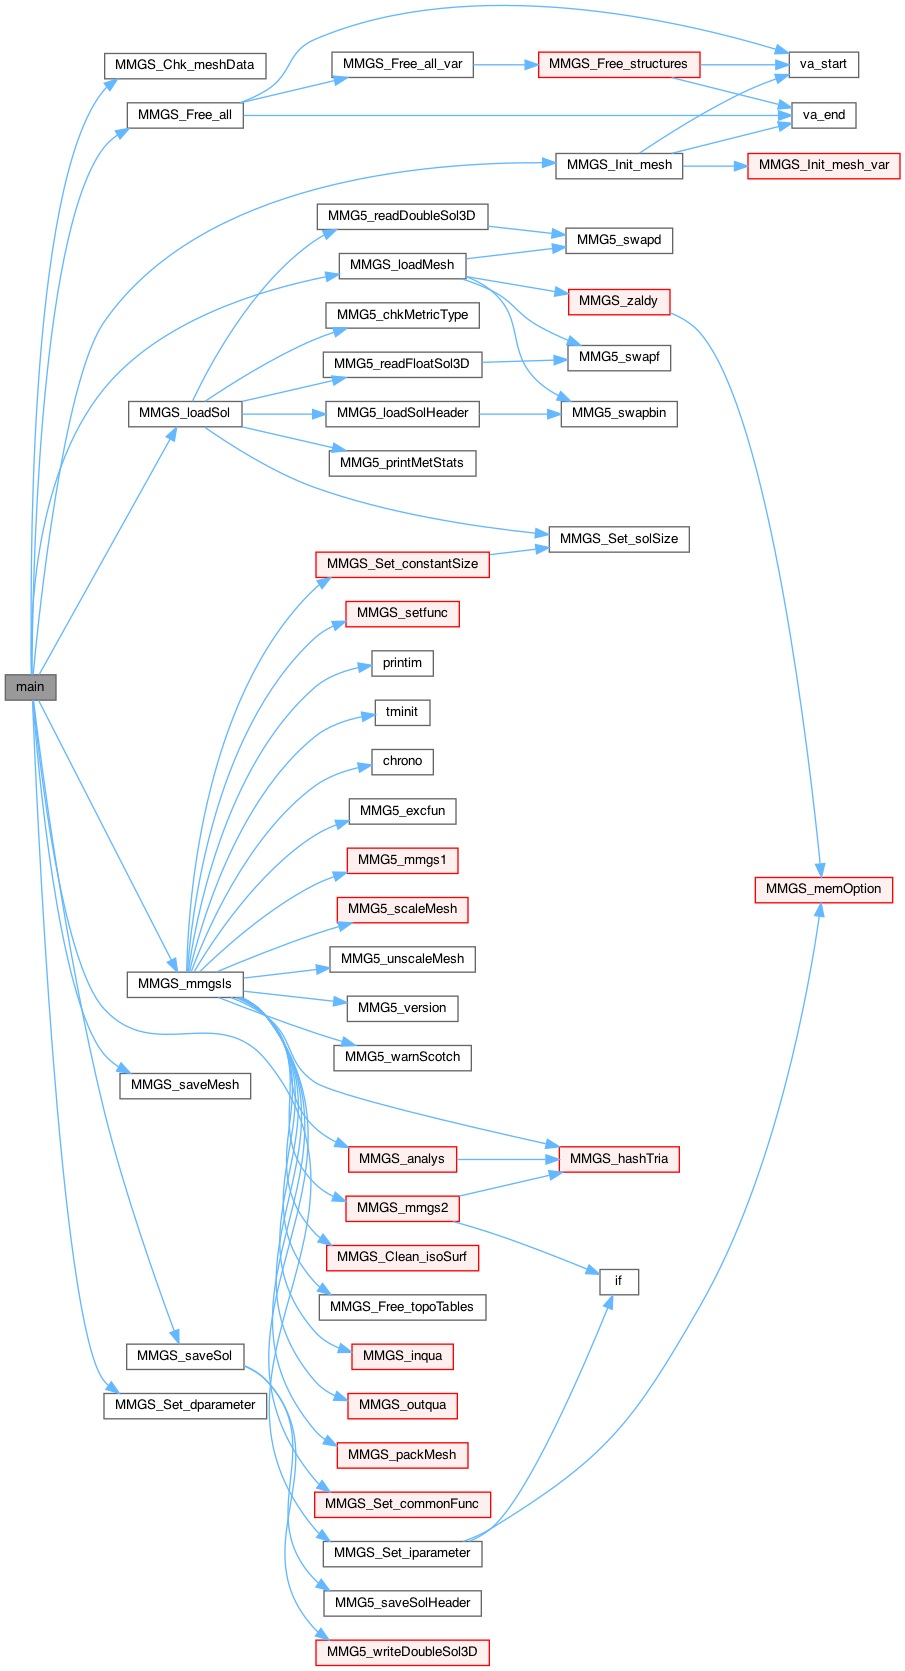 MMGS_Chk_meshData
MMGS_Free_all_var
MMGS_Free_structures
va_start
MMGS_Free_all
va_end
MMGS_Init_mesh
MMGS_Init_mesh_var
MMG5_readDoubleSol3D
MMG5_swapd
MMGS_loadMesh
MMGS_zaldy
MMG5_chkMetricType
MMG5_swapf
MMG5_readFloatSol3D
MMGS_loadSol
MMG5_loadSolHeader
MMG5_swapbin
MMG5_printMetStats
MMGS_Set_solSize
MMGS_Set_constantSize
MMGS_setfunc
printim
main
tminit
chrono
MMG5_excfun
MMG5_mmgs1
MMGS_memOption
MMG5_scaleMesh
MMG5_unscaleMesh
MMGS_mmgsls
MMG5_version
MMG5_warnScotch
MMGS_saveMesh
MMGS_analys
MMGS_hashTria
MMGS_mmgs2
MMGS_Clean_isoSurf
if
MMGS_Free_topoTables
MMGS_saveSol
MMGS_inqua
MMGS_Set_dparameter
MMGS_outqua
MMGS_packMesh
MMGS_Set_commonFunc
MMGS_Set_iparameter
MMG5_saveSolHeader
MMG5_writeDoubleSol3D